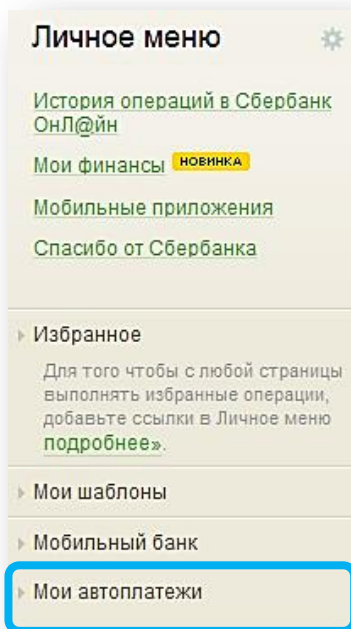 Личное меню
История операций в Сбербанк
ОнЛ@йн
Мои финансы НОВИНКА
Мобильные приложения
Спасибо от Сбербанка
Избранное
Для того чтобы с любой страницы
выполнять избранные операции,
добавьте ссылки в Личное меню
подробнее».
Мои шаблоны
Мобильный банк
Мои автоплатежи